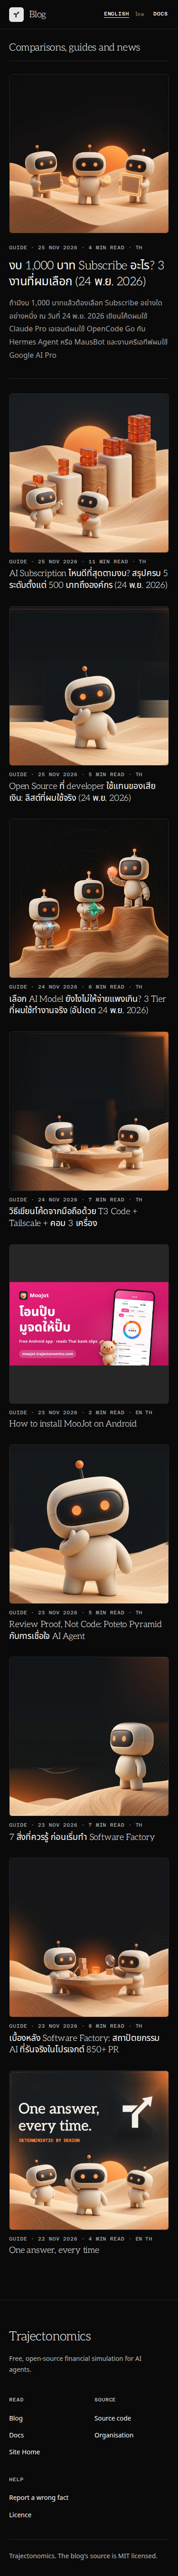 Blog
ENGLISH
ไทย
DOCS
Comparisons, guides and news
GUIDE · 25 NOV 2026 · 4 MIN READ · TH
งบ 1,000 บาท Subscribe อะไร? 3
งานที่ผมเลือก (24 พ.ย. 2026)
ถ้ามีงบ 1,000 บาทแล้วต้องเลือก Subscribe อย่างใด
อย่างหนึ่ง ณ วันที่ 24 พ.ย. 2026 เขียนโค้ดผมใช้
Claude Pro เอเจนต์ผมใช้ OpenCode Go กับ
Hermes Agent หรือ MausBot และงานครีเอทีฟผมใช้
Google AI Pro
GUIDE · 25 NOV 2026 · 11 MIN READ · TH
AI Subscription ไหนดีที่สุดตามงบ? สรุปครบ 5
ระดับตั้งแต่ 500 บาทถึงองค์กร (24 พ.ย. 2026)
GUIDE · 25 NOV 2026 · 5 MIN READ · TH
Open Source ที่ developer ใช้แทนของเสีย
เงิน: ลิสต์ที่ผมใช้จริง (24 พ.ย. 2026)
GUIDE · 24 NOV 2026 · 6 MIN READ · TH
เลือก AI Model ยังไงไม่ให้จ่ายแพงเกิน? 3 Tier
ที่ผมใช้ทำงานจริง (อัปเดต 24 พ.ย. 2026)
GUIDE · 24 NOV 2026 · 7 MIN READ · TH
วิธีเขียนโค้ดจากมือถือด้วย T3 Code +
Tailscale + คอม 3 เครื่อง
MooJot
โอนปุ๊บ
มูจดให้ปั๊บ
Free Android app · reads Thai bank slips
moojot.trajectonomics.com
GUIDE · 23 NOV 2026 · 2 MIN READ · EN TH
How to install MooJot on Android
GUIDE · 23 NOV 2026 · 5 MIN READ · TH
Review Proof, Not Code: Poteto Pyramid
กับการเชื่อใจ AI Agent
GUIDE · 23 NOV 2026 · 7 MIN READ · TH
7 สิ่งที่ควรรู้ ก่อนเริ่มทำ Software Factory
GUIDE · 23 NOV 2026 · 8 MIN READ · TH
เบื้องหลัง Software Factory: สถาปัตยกรรม
AI ที่รันจริงในโปรเจกต์ 850+ PR
One answer,
every time.
DETERMINISTIC BY DESIGN
GUIDE · 22 NOV 2026 · 4 MIN READ · EN TH
One answer, every time
Trajectonomics
Free, open-source financial simulation for AI
agents.
READ
SOURCE
Blog
Source code
Docs
Organisation
Site Home
HELP
Report a wrong fact
Licence
Trajectonomics. The blog's source is MIT licensed.